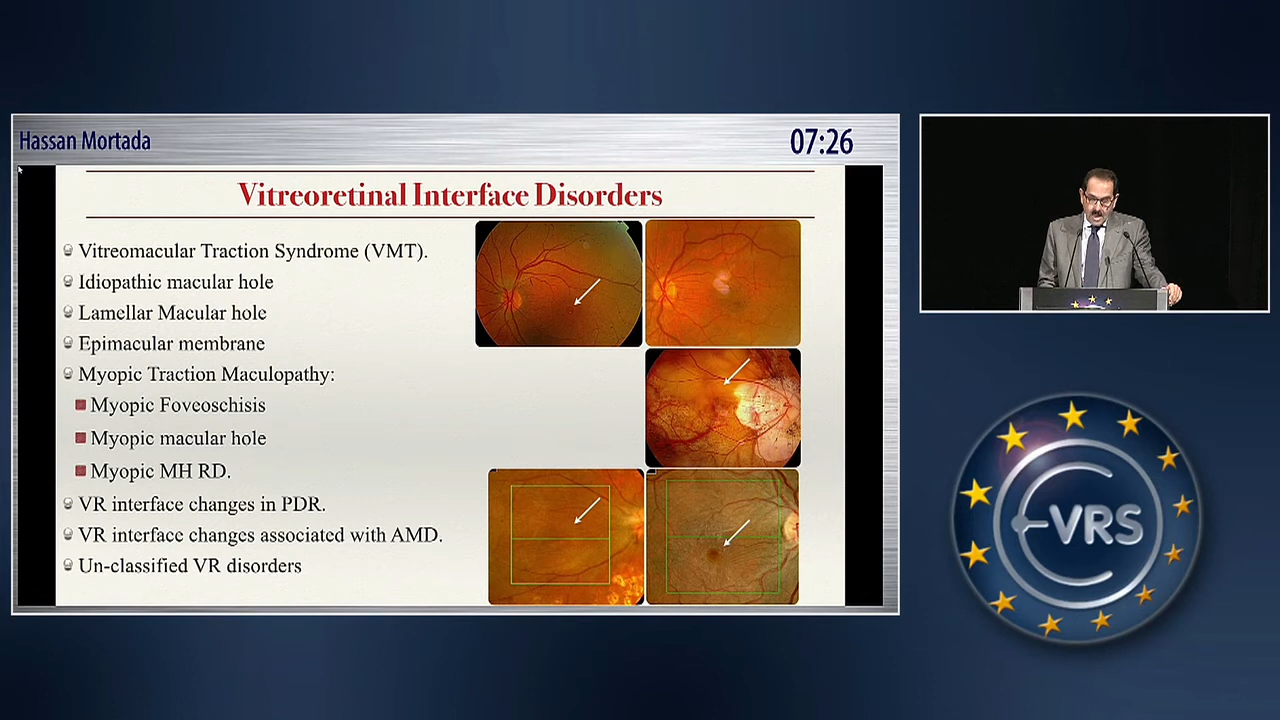 Hassan Mortada
07:26
Vitreoretinal Interface Disorders
Vitreomacular Traction Syndrome (VMT).
Idiopathic macular hole
Lamellar Macular hole
Epimacular membrane
Myopic Traction Maculopathy:
Myopic Foveoschisis
Myopic macular hole
Myopic MH RD.
VR interface changes in PDR.
VR interface changes associated with AMD.
Un-classified VR disorders
EVRS